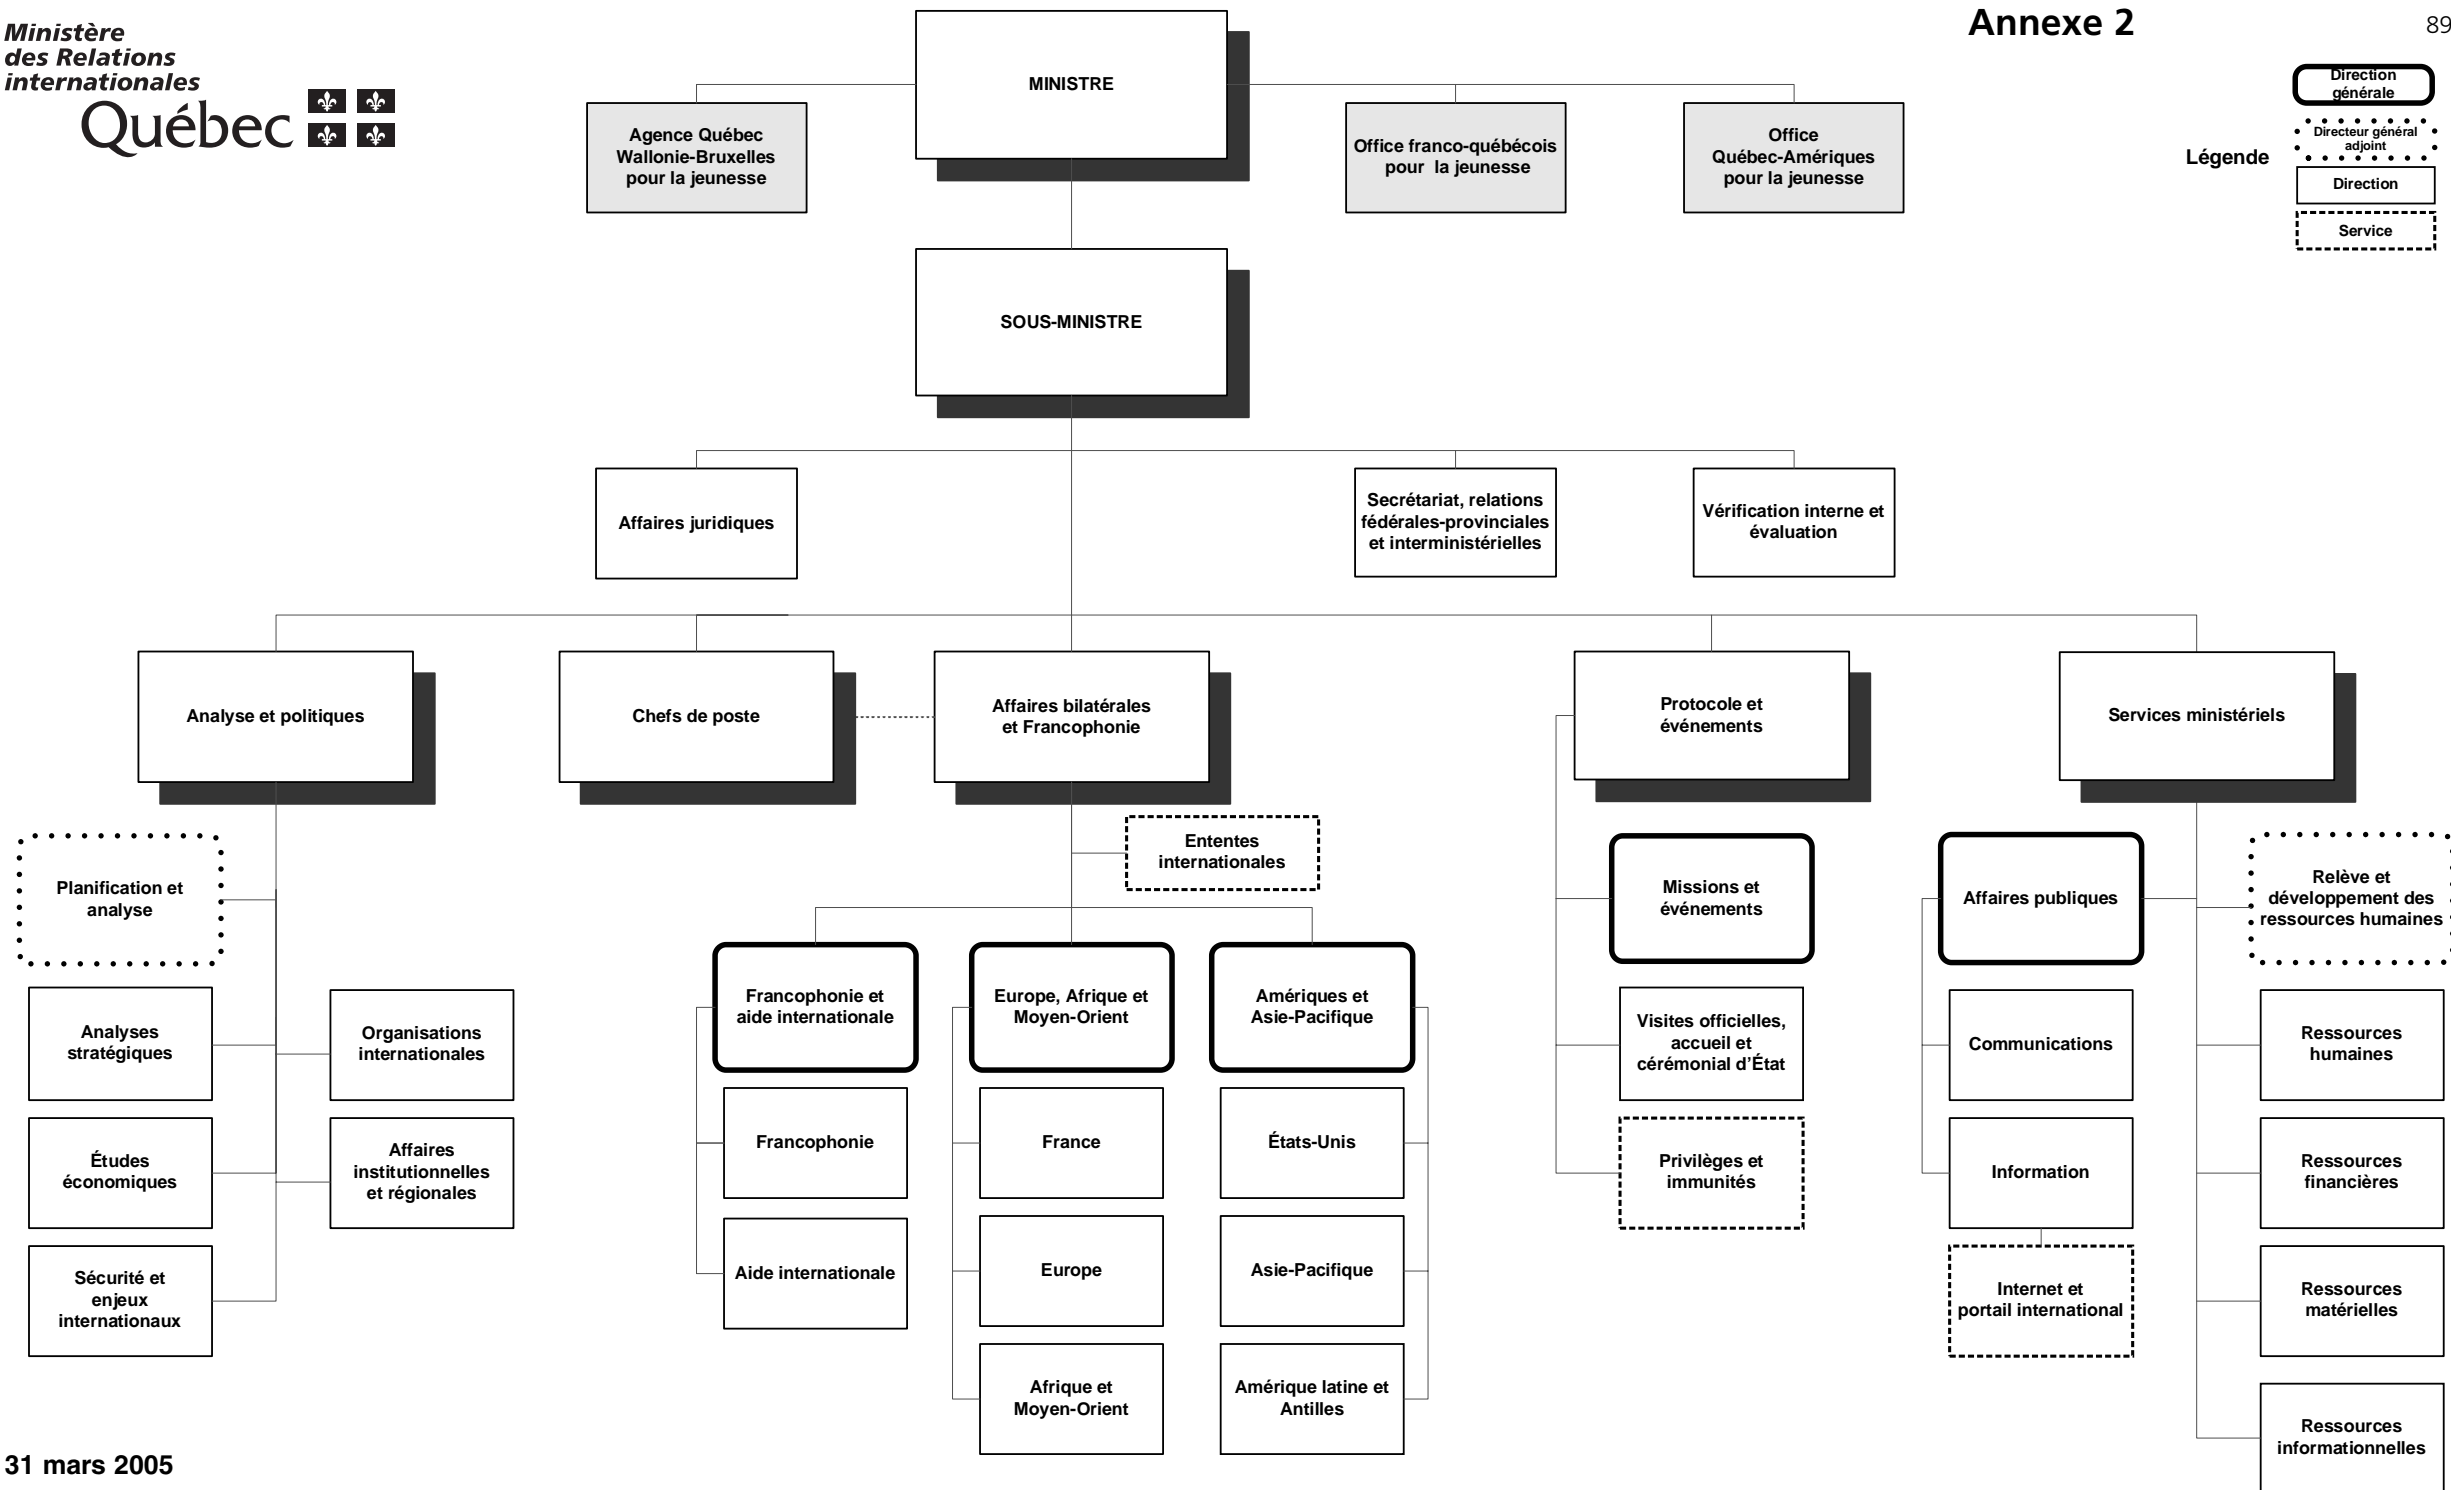 Ministère
des Relations
internationales
Québec
Annexe 2
89
Légende
Direction
générale
Directeur général
adjoint
Direction
Service
MINISTRE
Agence Québec
Wallonie-Bruxelles
pour la jeunesse
Office franco-québécois
pour la jeunesse
Office
Québec-Amériques
pour la jeunesse
SOUS-MINISTRE
Affaires juridiques
Secrétariat, relations
fédérales-provinciales
et interministérielles
Vérification interne et
évaluation
Analyse et politiques
Chefs de poste
Affaires bilatérales
et Francophonie
Protocole et
événements
Services ministériels
Planification et
analyse
Analyses
stratégiques
Organisations
internationales
Études
économiques
Affaires
institutionnelles
et régionales
Sécurité et
enjeux
internationaux
Ententes
internationales
Francophonie et
aide internationale
Francophonie
Aide internationale
Europe, Afrique et
Moyen-Orient
France
Europe
Afrique et
Moyen-Orient
Amériques et
Asie-Pacifique
États-Unis
Asie-Pacifique
Amérique latine et
Antilles
Missions et
événements
Visites officielles,
accueil et
cérémonial d’État
Privilèges et
immunités
Affaires publiques
Communications
Information
Internet et
portail international
Relève et
développement des
ressources humaines
Ressources
humaines
Ressources
financières
Ressources
matérielles
Ressources
informationnelles
31 mars 2005